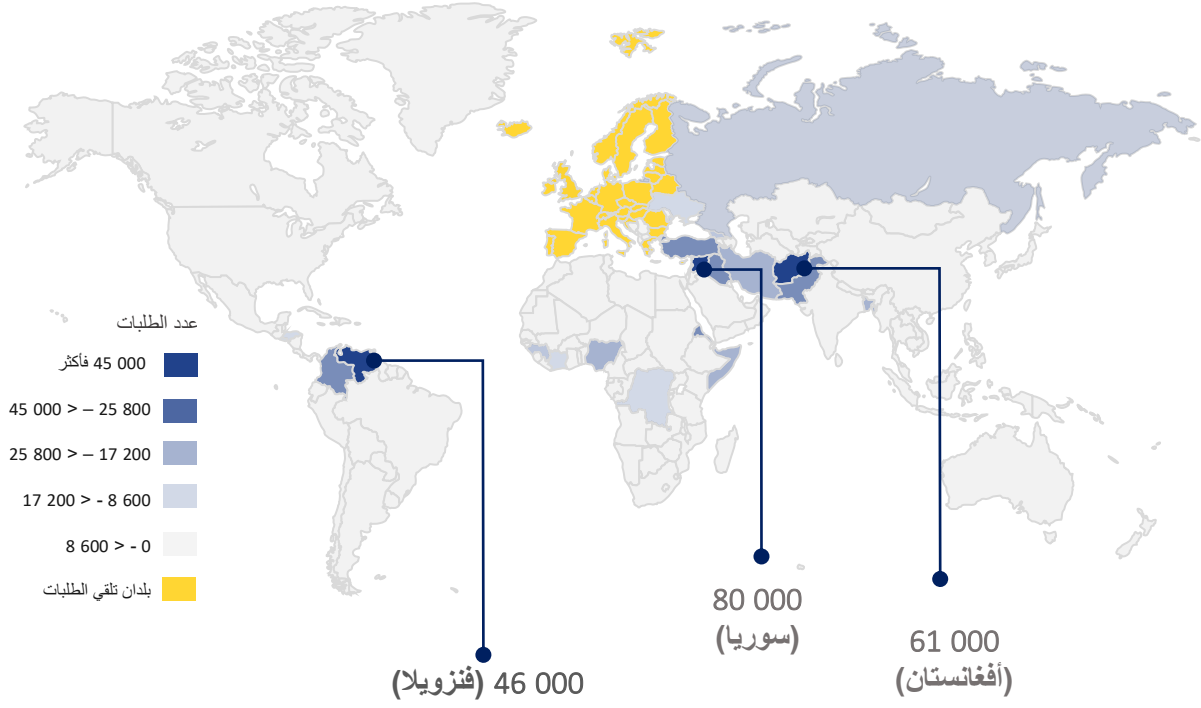 عدد الطلبات
45 000 فأكثر
45 000 > – 25 800
25 800 > – 17 200
17 200 > - 8 600
8 600 > - 0
بلدان تلقي الطلبات
80 000
(سوريا)
61 000
(أفغانستان)
46 000 (فنزويلا)